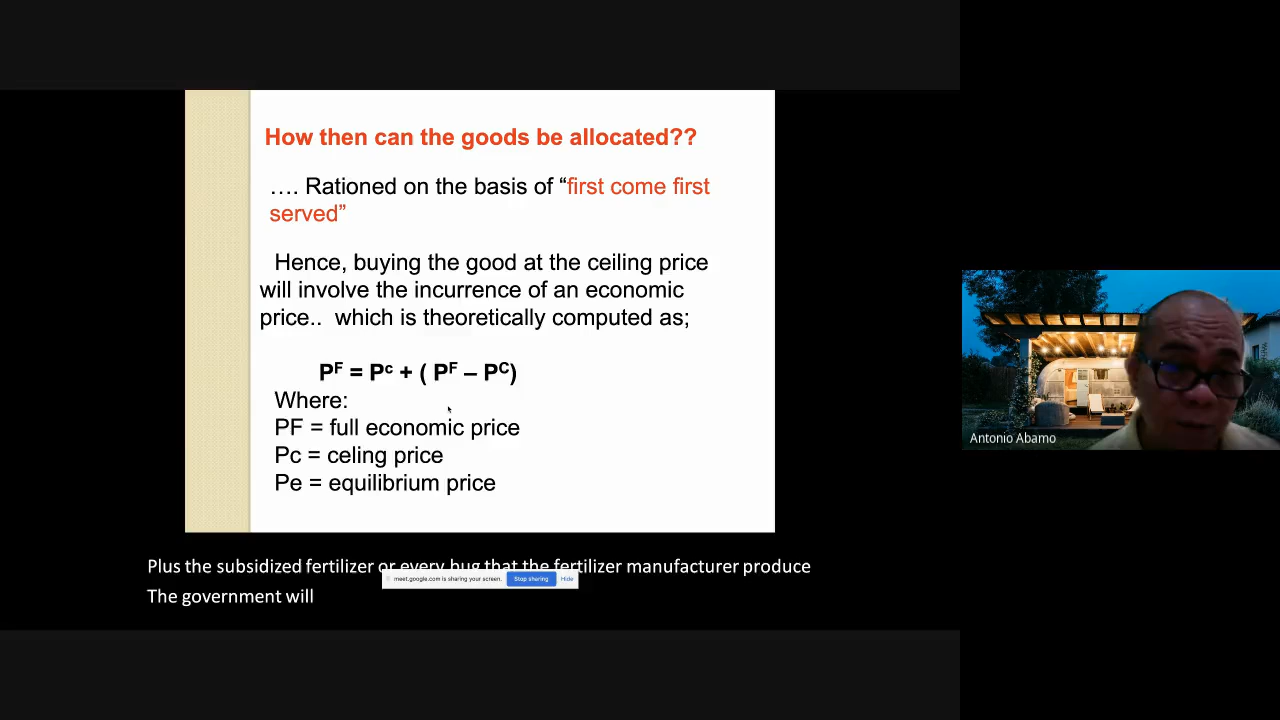 How then can the goods be allocated??
…. Rationed on the basis of “first come first
served”
Hence, buying the good at the ceiling price
will involve the incurrence of an economic
price.. which is theoretically computed as;
Pᶠ = Pᶜ + ( Pᶠ – Pᶜ)
Where:
PF = full economic price
Pc = celing price
Pe = equilibrium price
Antonio Abamo
Plus the subsidized fertilizer or every bug that the fertilizer manufacturer produce
meet.google.com is sharing your screen. Stop sharing Hide
The government will